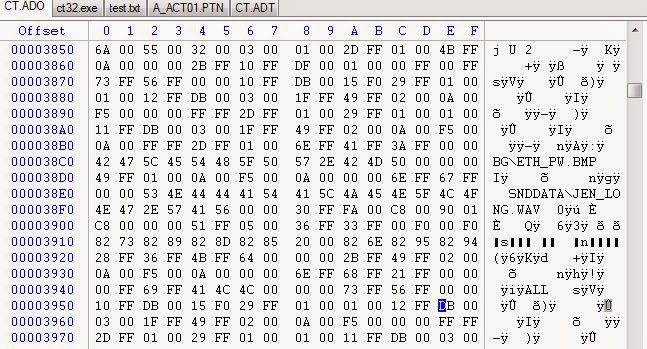 CT.ADO ct32.exe test.txt A_ACT01.PTN CT.ADT
Offset 0 1 2 3 4 5 6 7 8 9 A B C D E F
00003850 6A 00 55 00 32 00 03 00 01 00 2D FF 01 00 4B FF j U 2 -ÿ Kÿ
00003860 0A 00 00 00 2B FF 10 FF DF 00 01 00 00 00 FF FF +ÿ ÿß ÿÿ
00003870 73 FF 56 FF 00 00 10 FF DB 00 15 F0 29 FF 01 00 sÿVÿ ÿÛ ð)ÿ
00003880 01 00 12 FF DB 00 03 00 1F FF 49 FF 02 00 0A 00 ÿÛ ÿIÿ
00003890 F5 00 00 00 FF FF 2D FF 01 00 29 FF 01 00 01 00 õ ÿÿ-ÿ )ÿ
000038A0 11 FF DB 00 03 00 1F FF 49 FF 02 00 0A 00 F5 00 ÿÛ ÿIÿ õ
000038B0 0A 00 FF FF 2D FF 01 00 6E FF 41 FF 3A FF 00 00 ÿÿ-ÿ nÿAÿ:ÿ
000038C0 42 47 5C 45 54 48 5F 50 57 2E 42 4D 50 00 00 00 BG\ETH_PW.BMP
000038D0 49 FF 01 00 0A 00 F5 00 0A 00 00 00 6E FF 67 FF Iÿ õ nÿgÿ
000038E0 00 00 53 4E 44 44 41 54 41 5C 4A 45 4E 5F 4C 4F SNDDATA\JEN_LO
000038F0 4E 47 2E 57 41 56 00 00 30 FF FA 00 C8 00 90 01 NG.WAV 0ÿú È
00003900 C8 00 00 00 51 FF 05 00 36 FF 33 FF 00 F0 00 F0 È Qÿ 6ÿ3ÿ ð ð
00003910 82 73 82 89 82 8D 82 85 20 00 82 6E 82 95 82 94
00003920 28 FF 36 FF 4B FF 64 00 00 00 2B FF 49 FF 02 00 (ÿ6ÿKÿd +ÿIÿ
00003930 0A 00 F5 00 0A 00 00 00 6E FF 68 FF 21 FF 00 00 õ nÿhÿ!ÿ
00003940 00 FF 69 FF 41 4C 4C 00 00 00 73 FF 56 FF 00 00 ÿiÿALL sÿVÿ
00003950 10 FF DB 00 15 F0 29 FF 01 00 01 00 12 FF DB 00 ÿÛ ð)ÿ ÿÛ
00003960 03 00 1F FF 49 FF 02 00 0A 00 F5 00 00 00 FF FF ÿIÿ õ ÿÿ
00003970 2D FF 01 00 29 FF 01 00 01 00 11 FF DB 00 03 00 -ÿ )ÿ ÿÛ